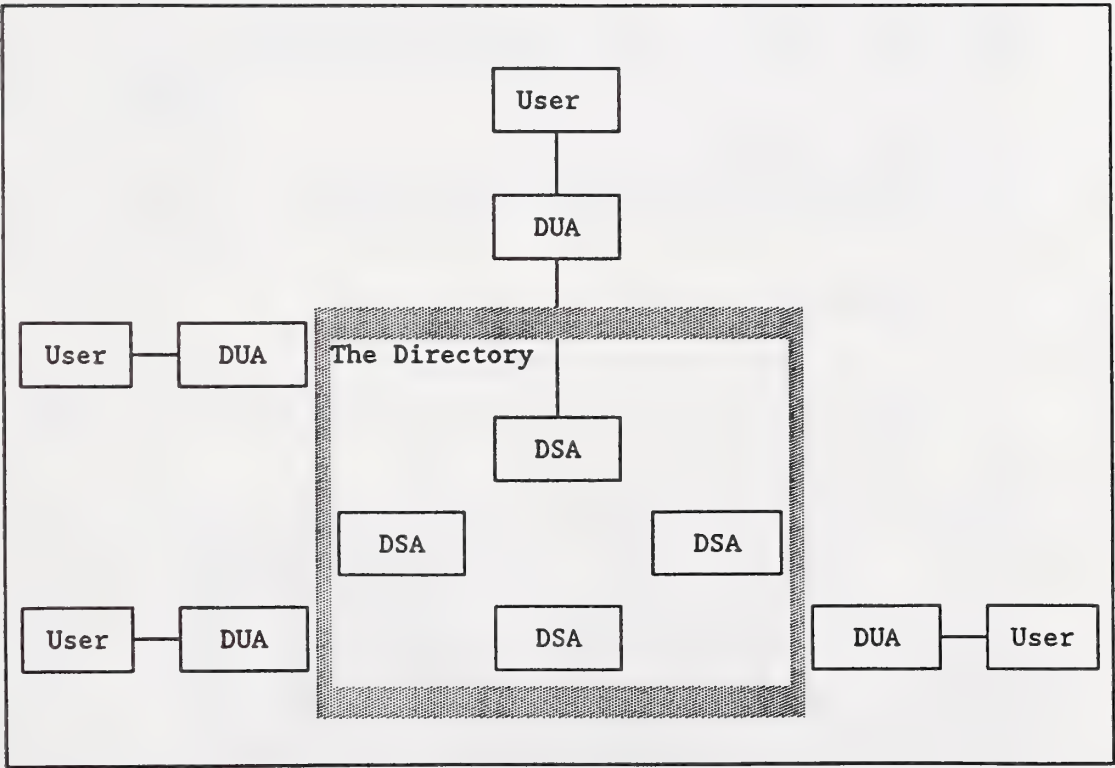 User
DUA
User
DUA
The Directory
DSA
DSA
DSA
User
DUA
DSA
DUA
User